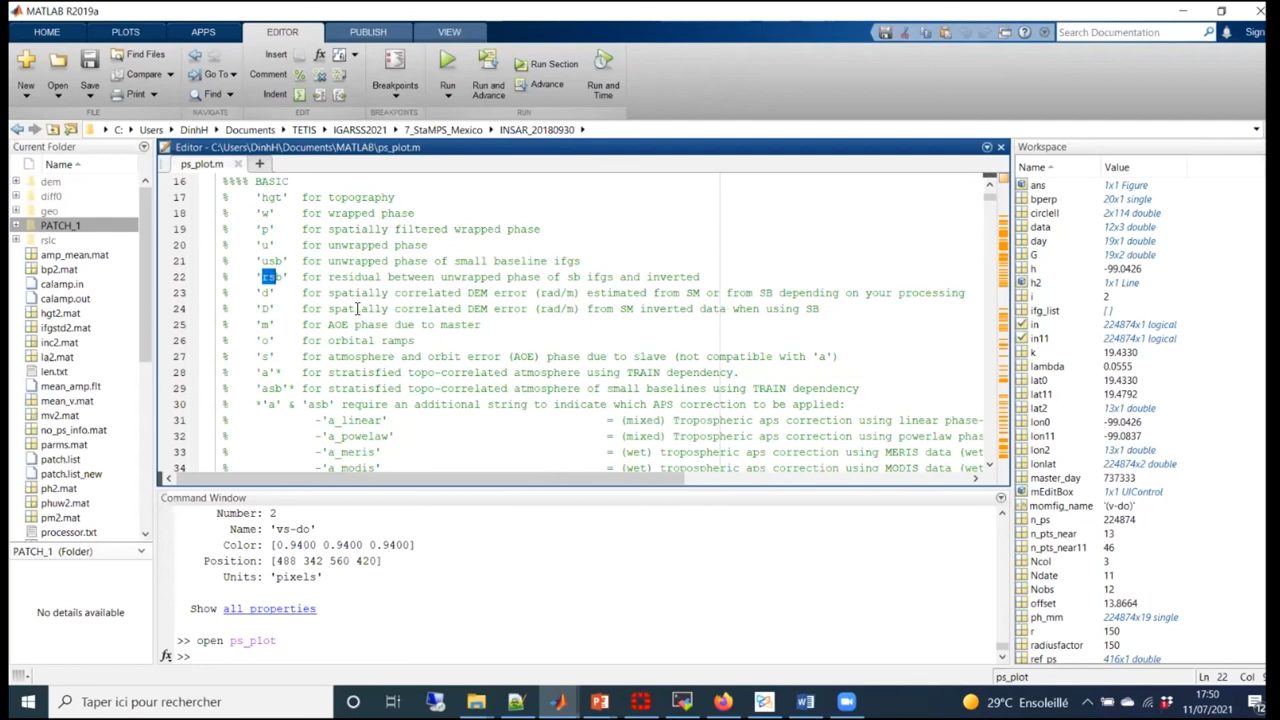 MATLAB R2019a
HOME PLOTS APPS EDITOR PUBLISH VIEW Search Documentation Sign
New Open Save Find Files Compare Print Go To Find Insert Comment Indent Breakpoints Run Run and Advance Run Section Advance Run and Time
FILE NAVIGATE EDIT BREAKPOINTS RUN
C: Users DinhH Documents TETIS IGARSS2021 7_StaMPS_Mexico INSAR_20180930
Current Folder
Name
dem
diff0
geo
PATCH_1
rslc
amp_mean.mat
bp2.mat
calamp.in
calamp.out
hgt2.mat
ifgstd2.mat
inc2.mat
la2.mat
len.txt
mean_amp.flt
mean_v.mat
mv2.mat
no_ps_info.mat
parms.mat
patch.list
patch.list_new
ph2.mat
phuw2.mat
pm2.mat
processor.txt
PATCH_1 (Folder)
No details available
Editor - C:\Users\DinhH\Documents\MATLAB\ps_plot.m
ps_plot.m
16 %%%% BASIC
17 % 'hgt' for topography
18 % 'w' for wrapped phase
19 % 'p' for spatially filtered wrapped phase
20 % 'u' for unwrapped phase
21 % 'usb' for unwrapped phase of small baseline ifgs
22 % 'rsb' for residual between unwrapped phase of sb ifgs and inverted
23 % 'd' for spatially correlated DEM error (rad/m) estimated from SM or from SB depending on your processing
24 % 'D' for spatially correlated DEM error (rad/m) from SM inverted data when using SB
25 % 'm' for AOE phase due to master
26 % 'o' for orbital ramps
27 % 's' for atmosphere and orbit error (AOE) phase due to slave (not compatible with 'a')
28 % 'a'* for stratisfied topo-correlated atmosphere using TRAIN dependency.
29 % 'asb'* for stratisfied topo-correlated atmosphere of small baselines using TRAIN dependency
30 % *'a' & 'asb' require an additional string to indicate which APS correction to be applied:
31 % -'a_linear' = (mixed) Tropospheric aps correction using linear phase-
32 % -'a_powelaw' = (mixed) Tropospheric aps correction using powerlaw phas
33 % -'a_meris' = (wet) tropospheric aps correction using MERIS data (wet
34 % -'a_modis' = (wet) tropospheric aps correction using MODIS data (wet
Command Window
Number: 2
Name: 'vs-do'
Color: [0.9400 0.9400 0.9400]
Position: [488 342 560 420]
Units: 'pixels'
Show all properties
>> open ps_plot
fx >>
Workspace
Name Value
ans 1x1 Figure
bperp 20x1 single
circlell 2x114 double
data 12x3 double
day 19x1 double
G 19x2 double
h -99.0426
h2 1x1 Line
i 2
ifg_list [ ]
in 224874x1 logical
in11 224874x1 logical
k 19.4330
lambda 0.0555
lat0 19.4330
lat11 19.4792
lat2 13x1 double
lon0 -99.0426
lon11 -99.0837
lon2 13x1 double
lonlat 224874x2 double
master_day 737333
mEditBox 1x1 UIControl
momfig_name '(v-do)'
n_ps 224874
n_pts_near 13
n_pts_near11 46
Ncol 3
Ndate 11
Nobs 12
offset 13.8664
ph_mm 224874x19 single
r 150
radiusfactor 150
ref_ps 416x1 double
ps_plot Ln 22 Col 9
Taper ici pour rechercher
29°C Ensoleillé
17:50
11/07/2021